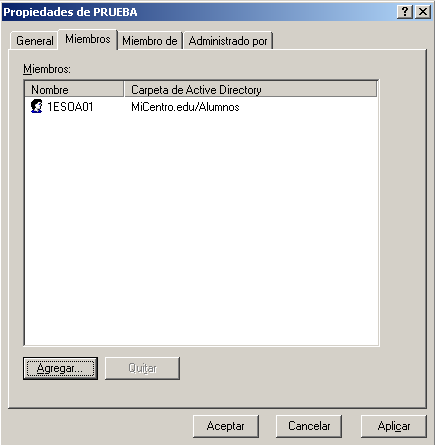 Propiedades de PRUEBA
General Miembros Miembro de Administrado por
Miembros:
Nombre Carpeta de Active Directory
1ESOA01 MiCentro.edu/Alumnos
Agregar... Quitar
Aceptar Cancelar Aplicar